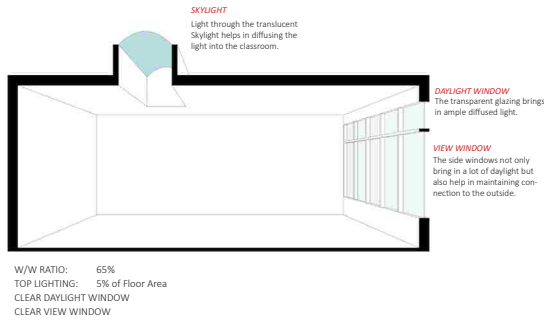 SKYLIGHT
Light through the translucent
Skylight helps in diffusing the
light into the classroom.
DAYLIGHT WINDOW
The transparent glazing brings
in ample diffused light.
VIEW WINDOW
The side windows not only
bring in a lot of daylight but
also help in maintaining con-
nection to the outside.
W/W RATIO: 65%
TOP LIGHTING: 5% of Floor Area
CLEAR DAYLIGHT WINDOW
CLEAR VIEW WINDOW